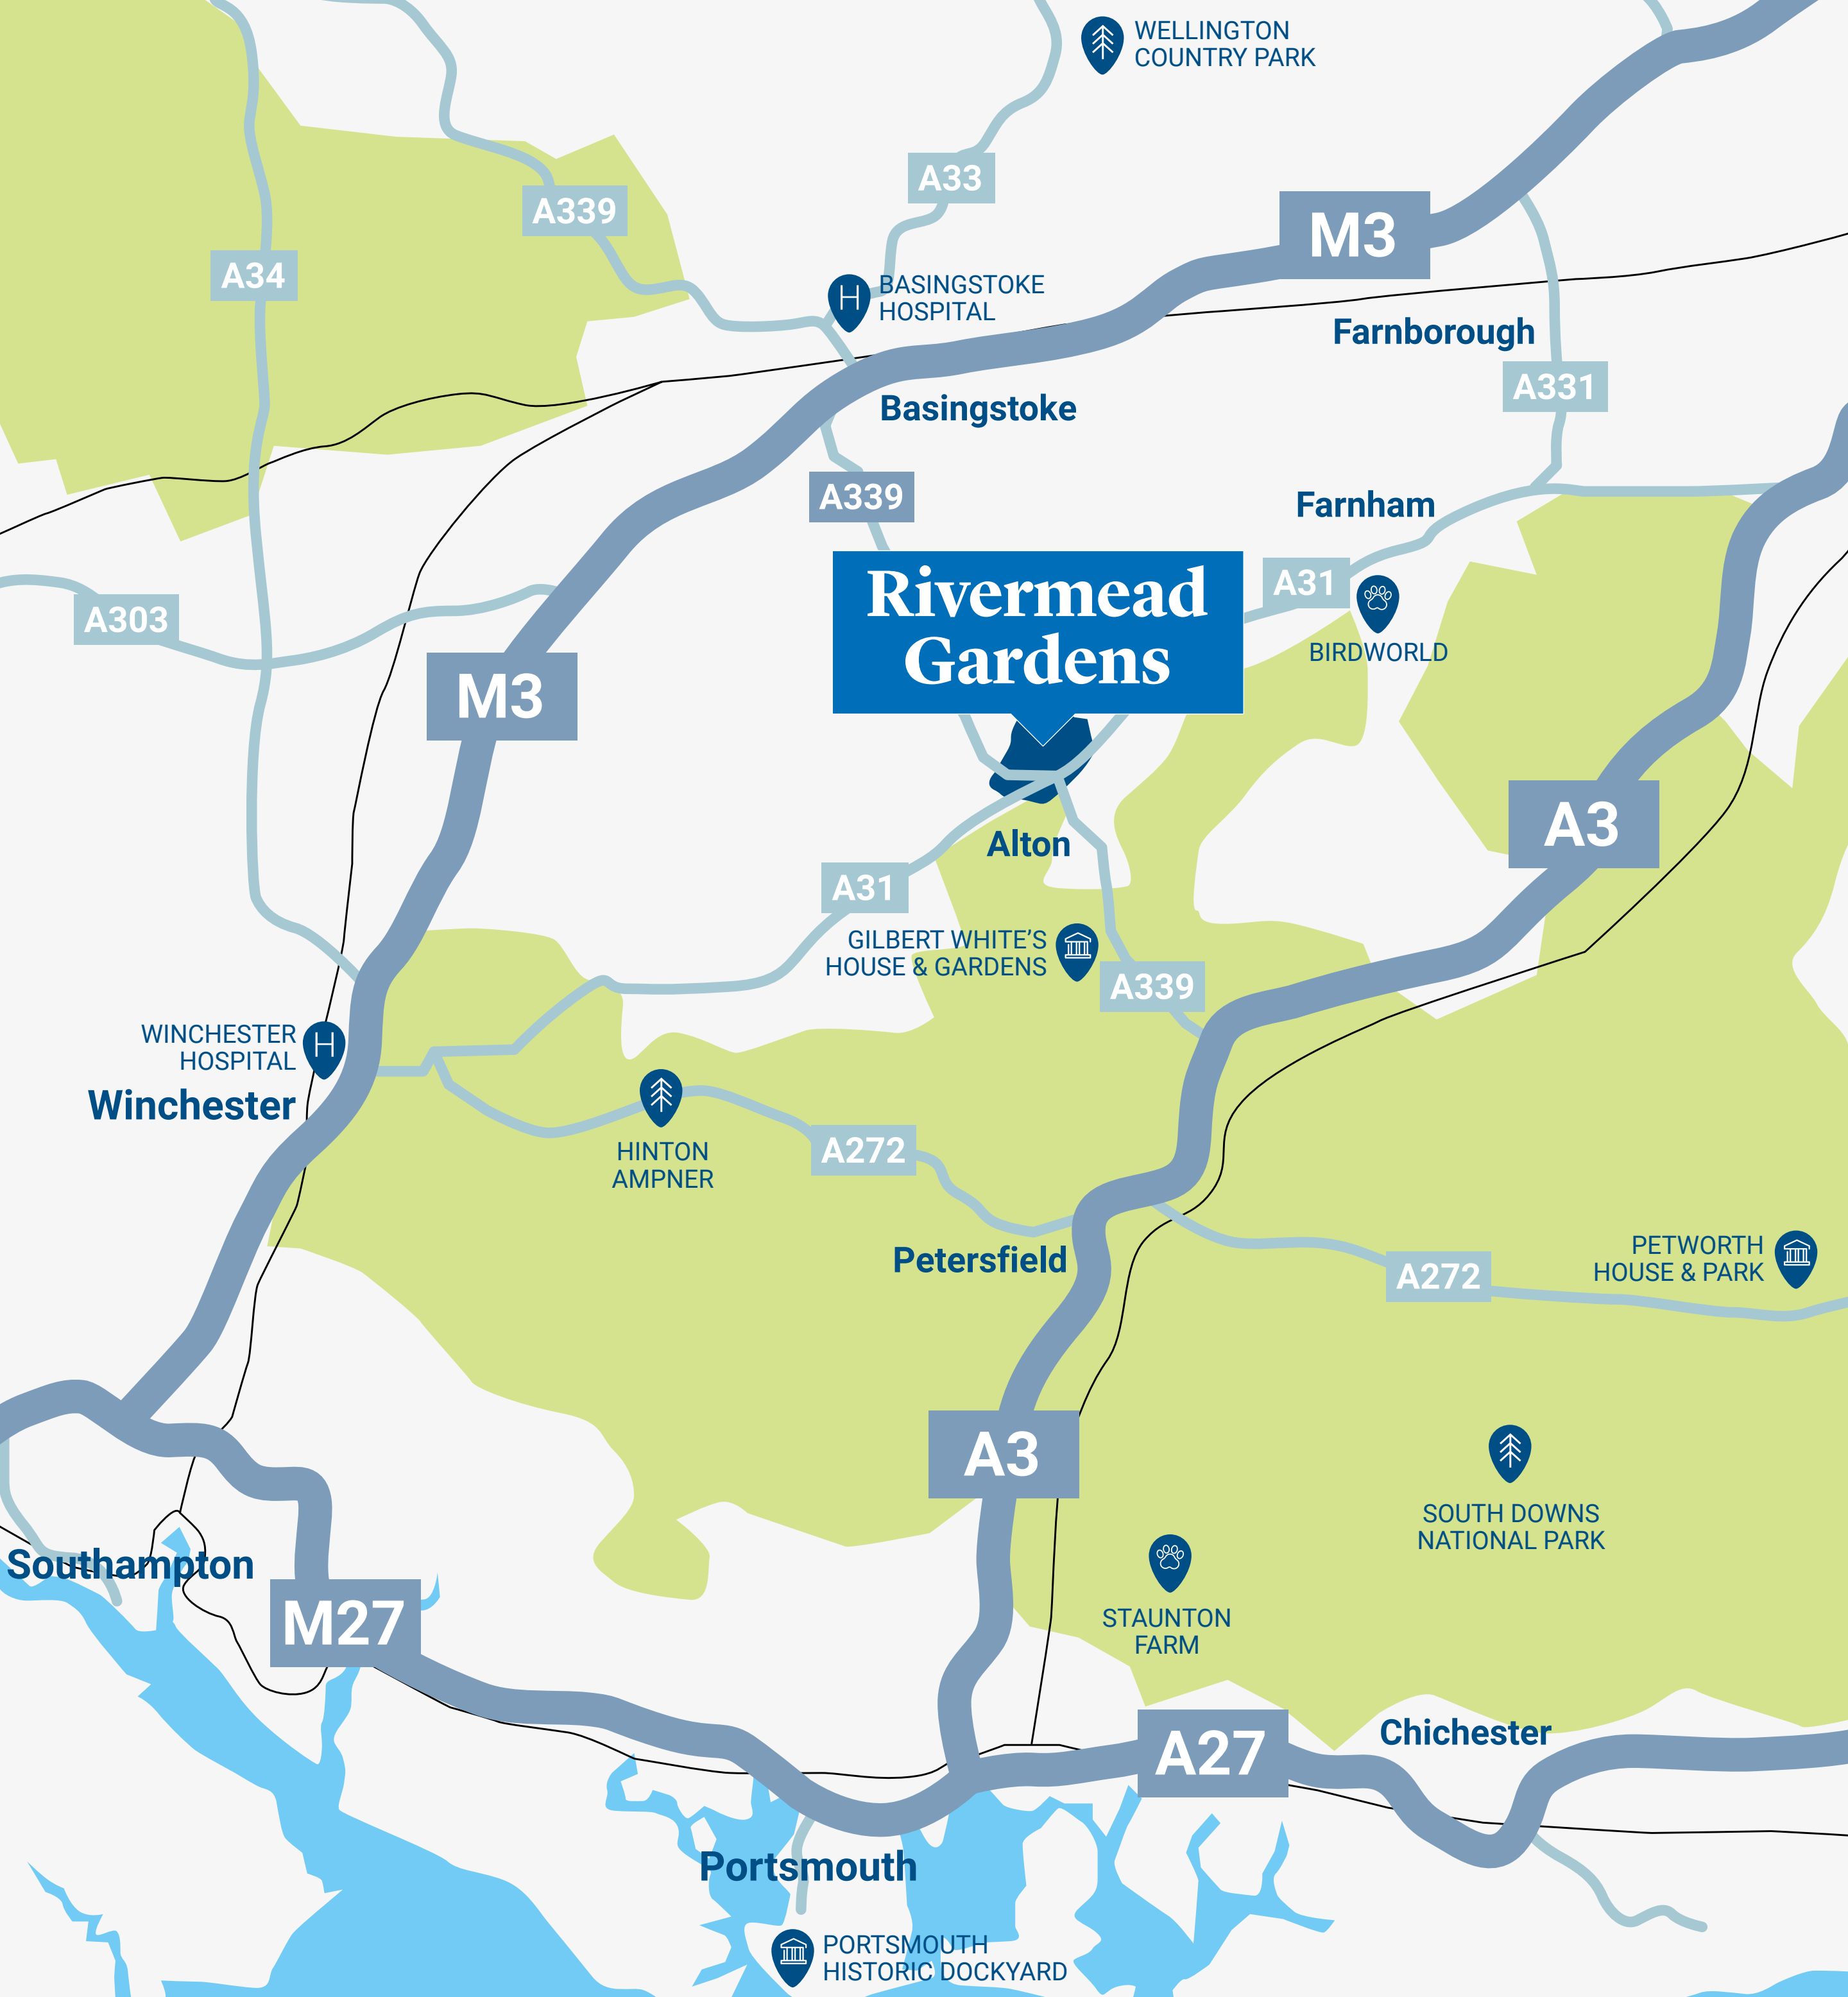 WELLINGTON
COUNTRY PARK
A33
A339
M3
A34
BASINGSTOKE
HOSPITAL
Farnborough
A331
Basingstoke
A339
Farnham
A31
Rivermead
Gardens
A303
BIRDWORLD
M3
A3
Alton
A31
GILBERT WHITE'S
HOUSE & GARDENS
A339
WINCHESTER
HOSPITAL
Winchester
HINTON
AMPNER
A272
Petersfield
PETWORTH
HOUSE & PARK
A272
A3
SOUTH DOWNS
NATIONAL PARK
Southampton
M27
STAUNTON
FARM
Chichester
A27
Portsmouth
PORTSMOUTH
HISTORIC DOCKYARD